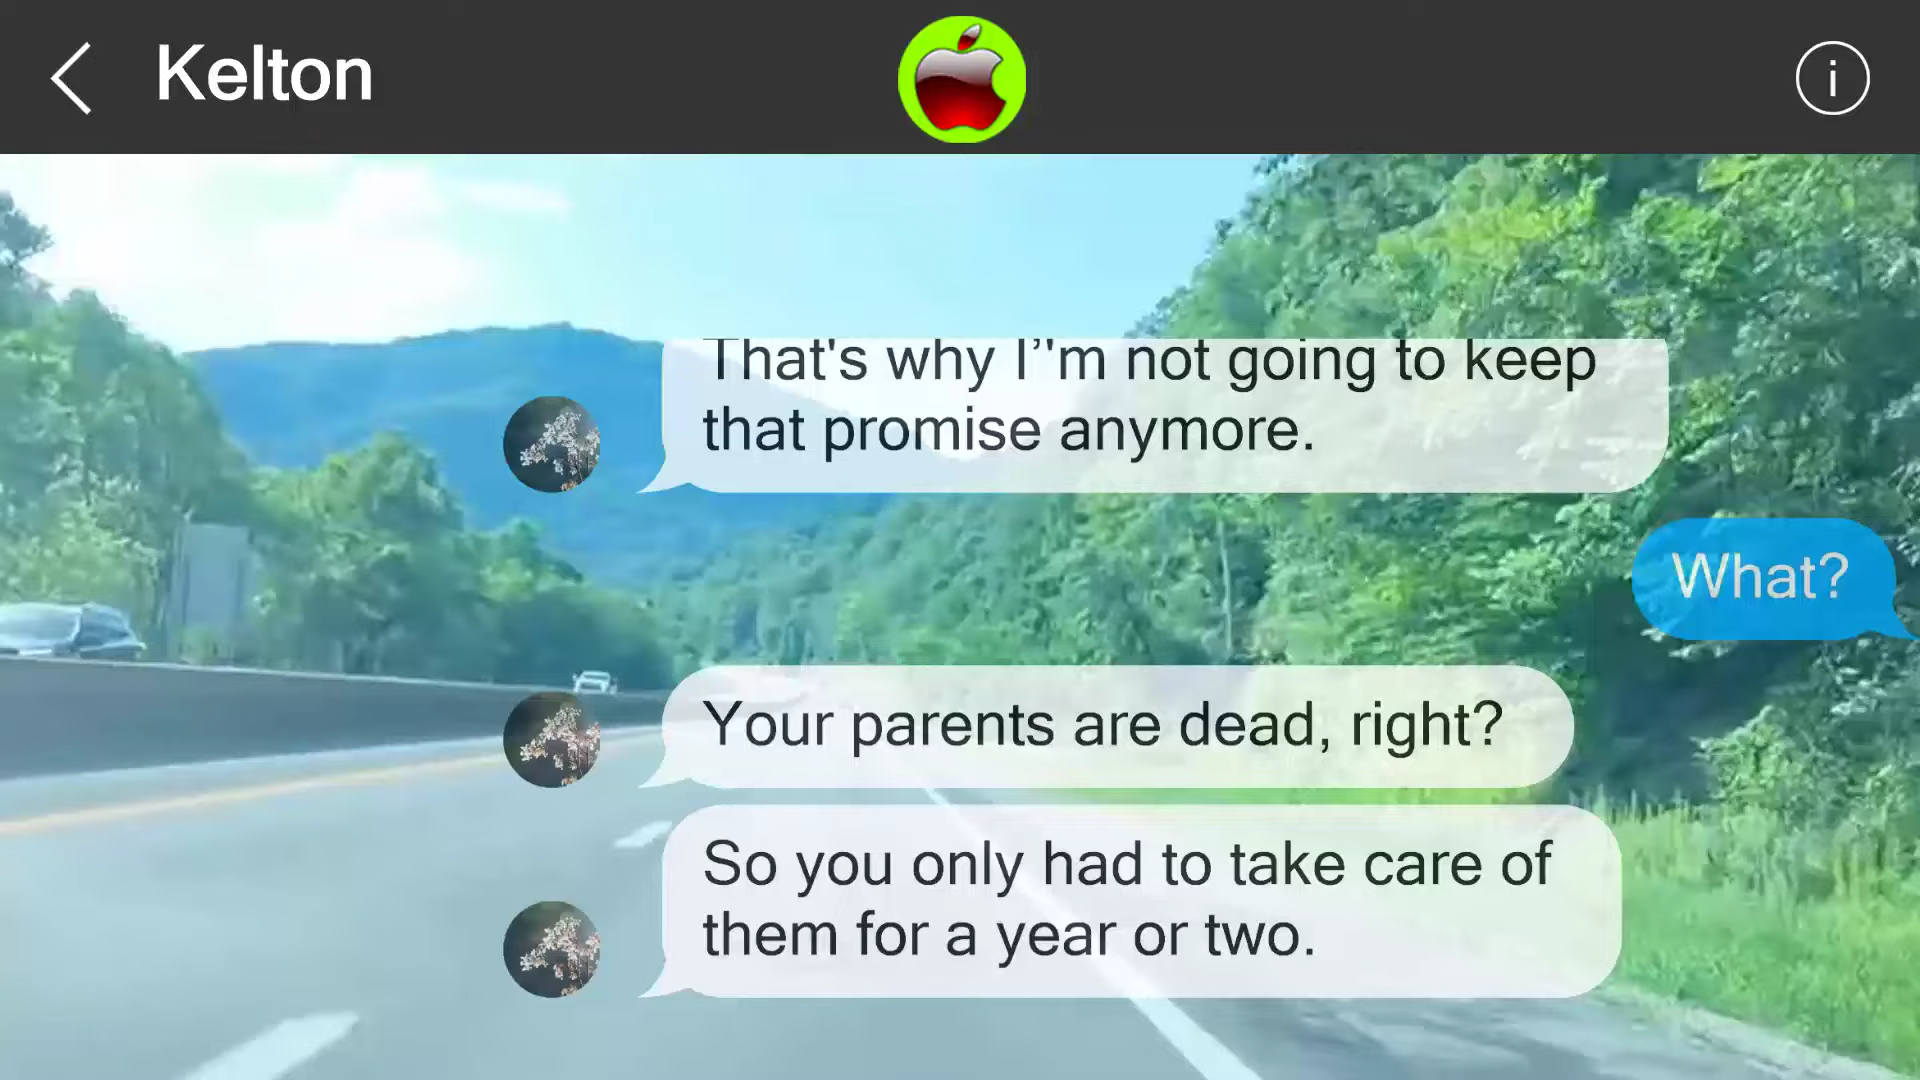 Kelton
i
That's why I’'m not going to keep
that promise anymore.
What?
Your parents are dead, right?
So you only had to take care of
them for a year or two.